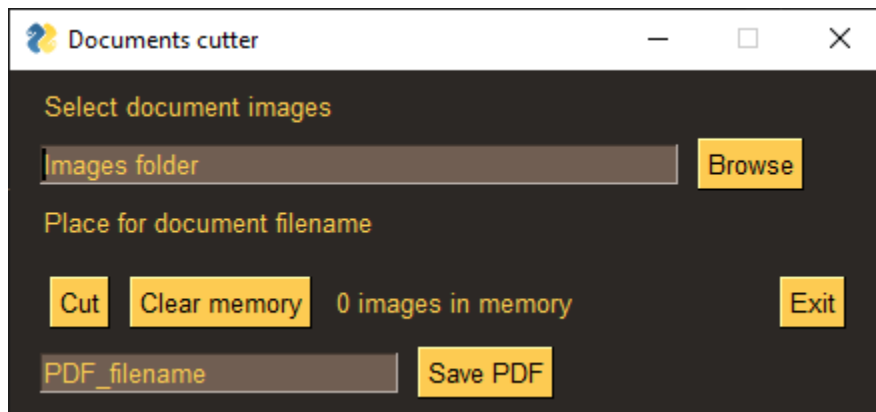 Documents cutter
Select document images
Images folder Browse
Place for document filename
Cut Clear memory 0 images in memory Exit
PDF_filename Save PDF